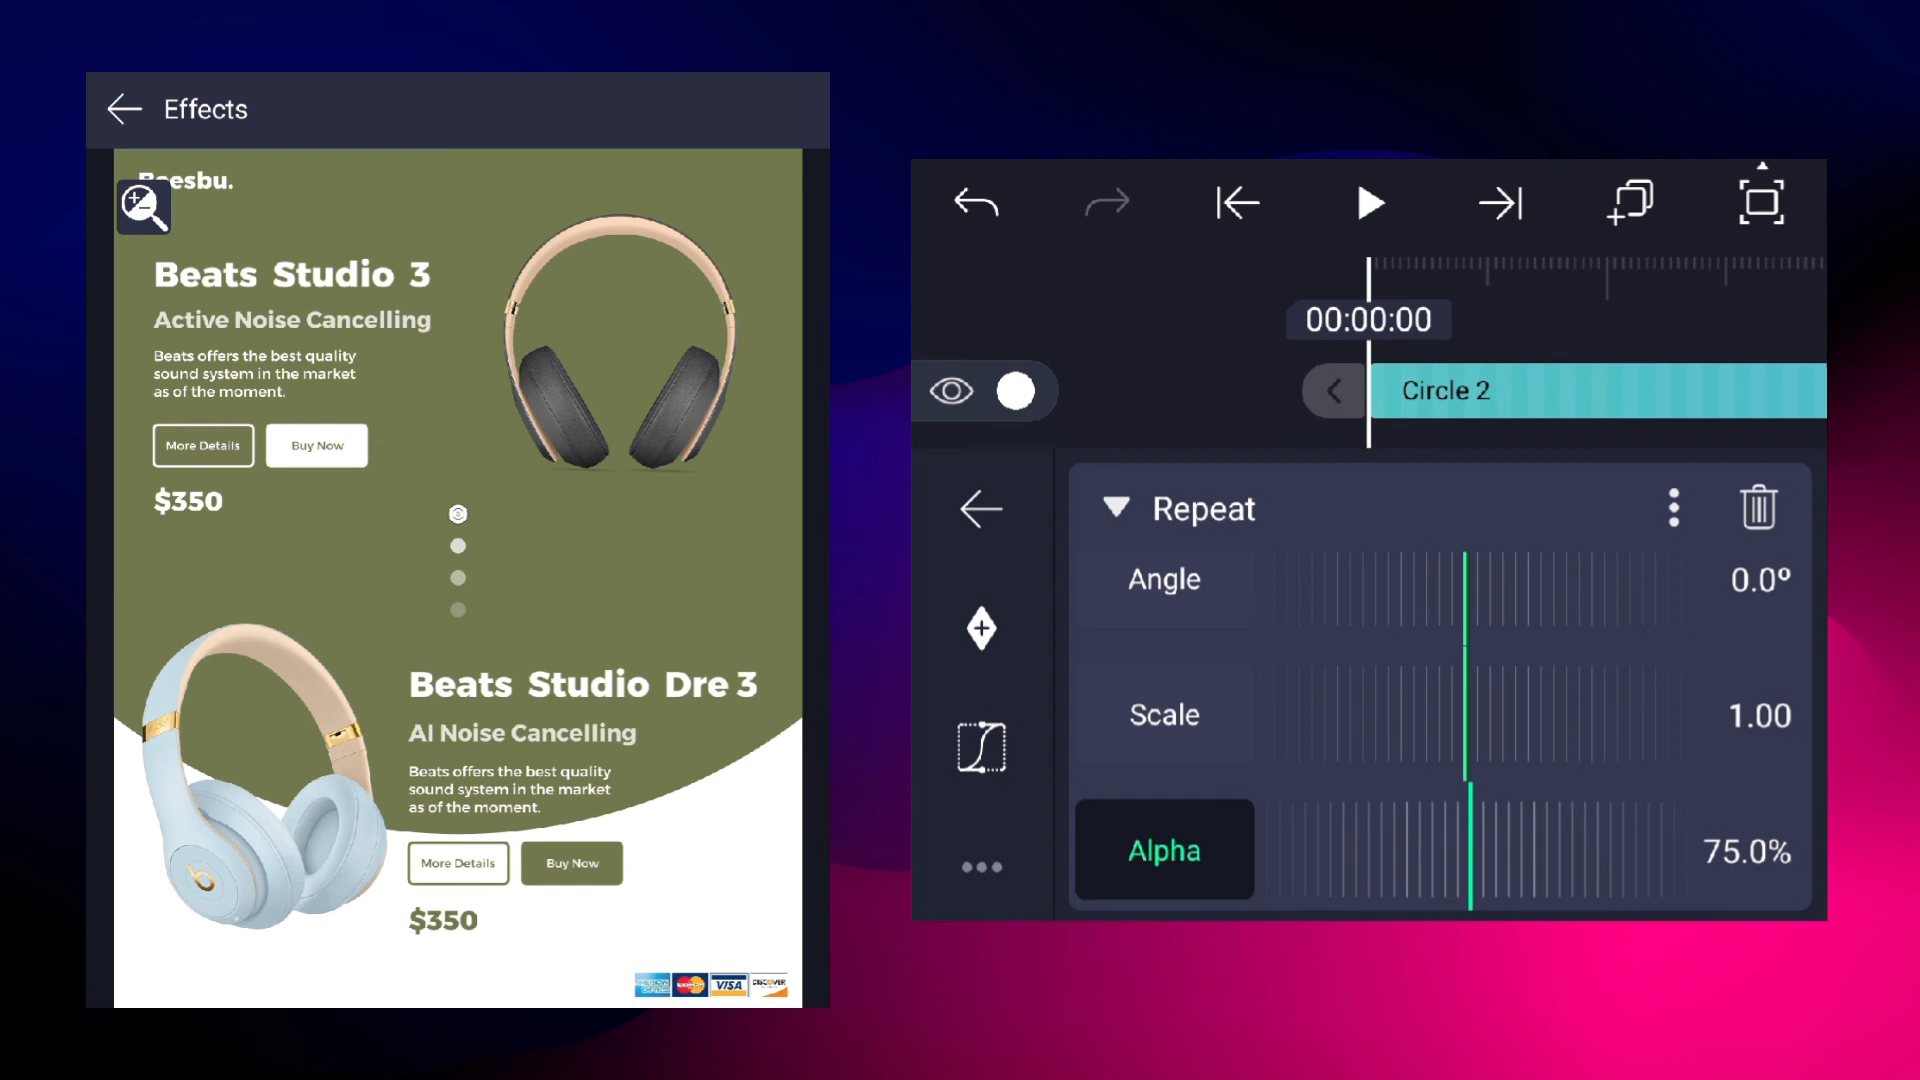 Effects
Beesbu.
Beats Studio 3
Active Noise Cancelling
Beats offers the best quality
sound system in the market
as of the moment.
More Details
Buy Now
$350
Beats Studio Dre 3
AI Noise Cancelling
Beats offers the best quality
sound system in the market
as of the moment.
More Details
Buy Now
$350
VISA
DISCOVER
00:00:00
Circle 2
Repeat
Angle
0.0º
Scale
1.00
Alpha
75.0%